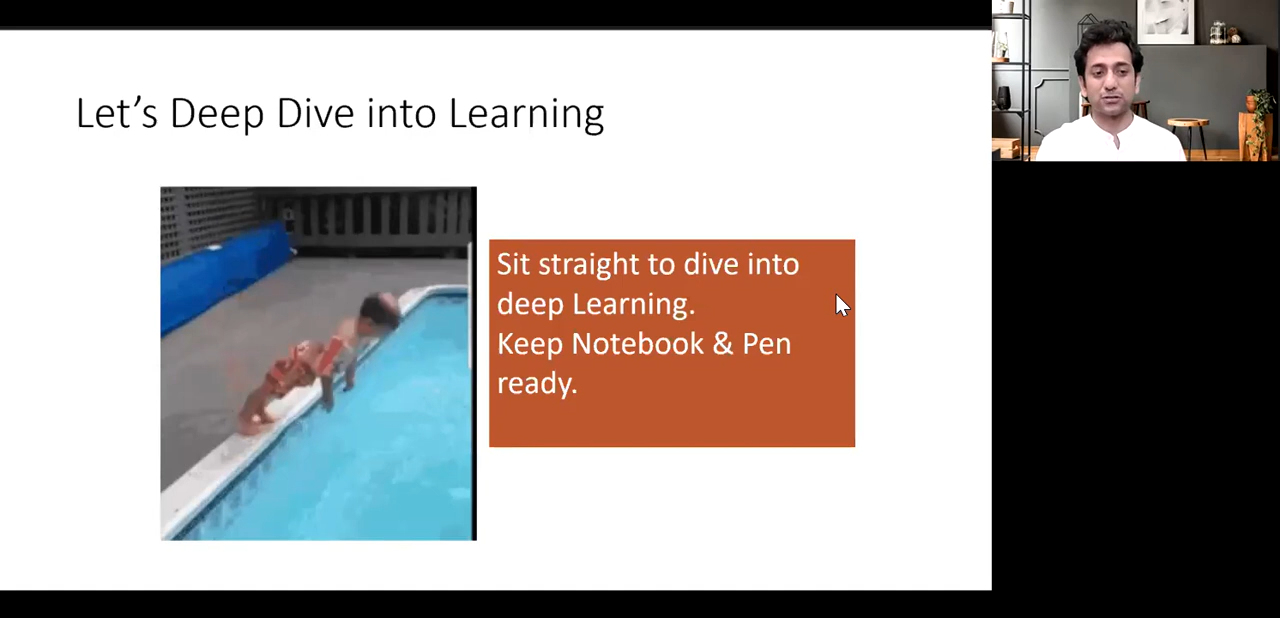 Let’s Deep Dive into Learning
Sit straight to dive into
deep Learning.
Keep Notebook & Pen
ready.